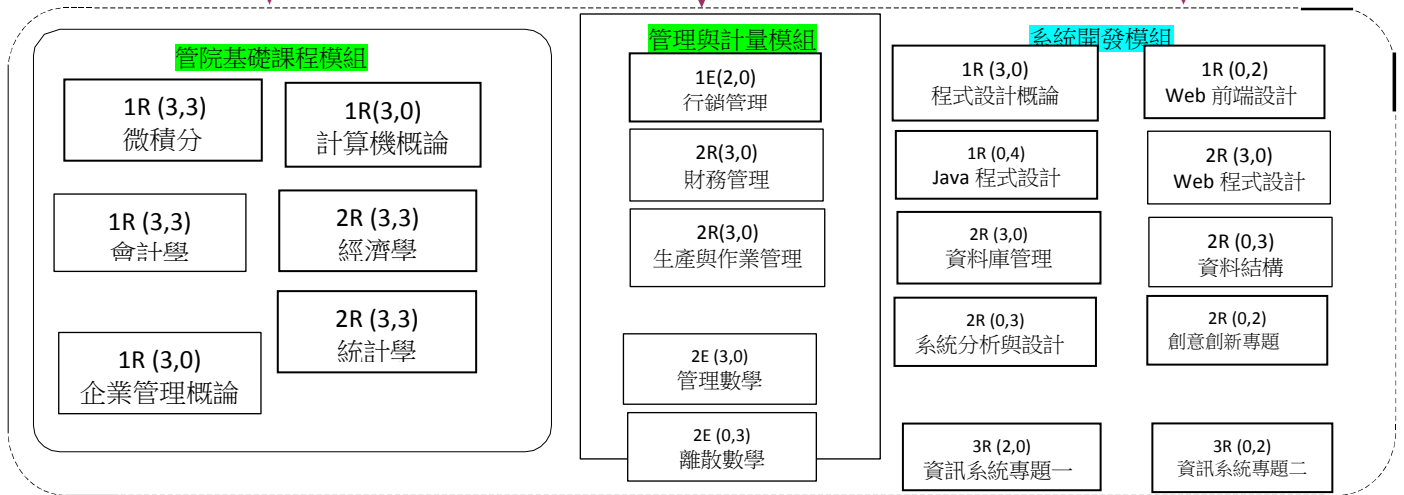 管院基礎課程模組
1R (3,3)
微積分
1R(3,0)
計算機概論
1R (3,3)
會計學
2R (3,3)
經濟學
2R (3,3)
統計學
1R (3,0)
企業管理概論
管理與計量模組
1E(2,0)
行銷管理
2R(3,0)
財務管理
2R(3,0)
生產與作業管理
2E (3,0)
管理數學
2E (0,3)
離散數學
系統開發模組
1R (3,0)
程式設計概論
1R (0,2)
Web 前端設計
1R (0,4)
Java 程式設計
2R (3,0)
Web 程式設計
2R (3,0)
資料庫管理
2R (0,3)
資料結構
2R (0,3)
系統分析與設計
2R (0,2)
創意創新專題
3R (2,0)
資訊系統專題一
3R (0,2)
資訊系統專題二